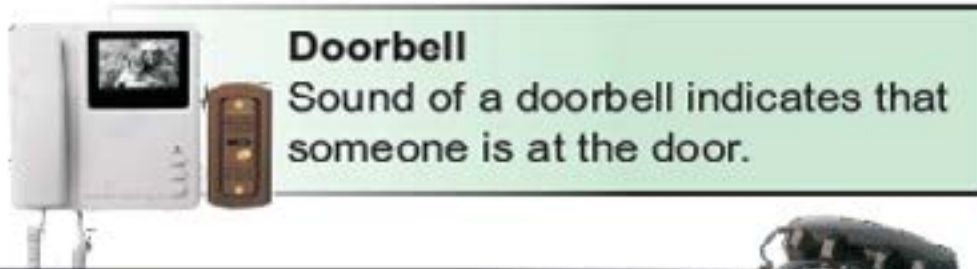 Doorbell
Sound of a doorbell indicates that
someone is at the door.